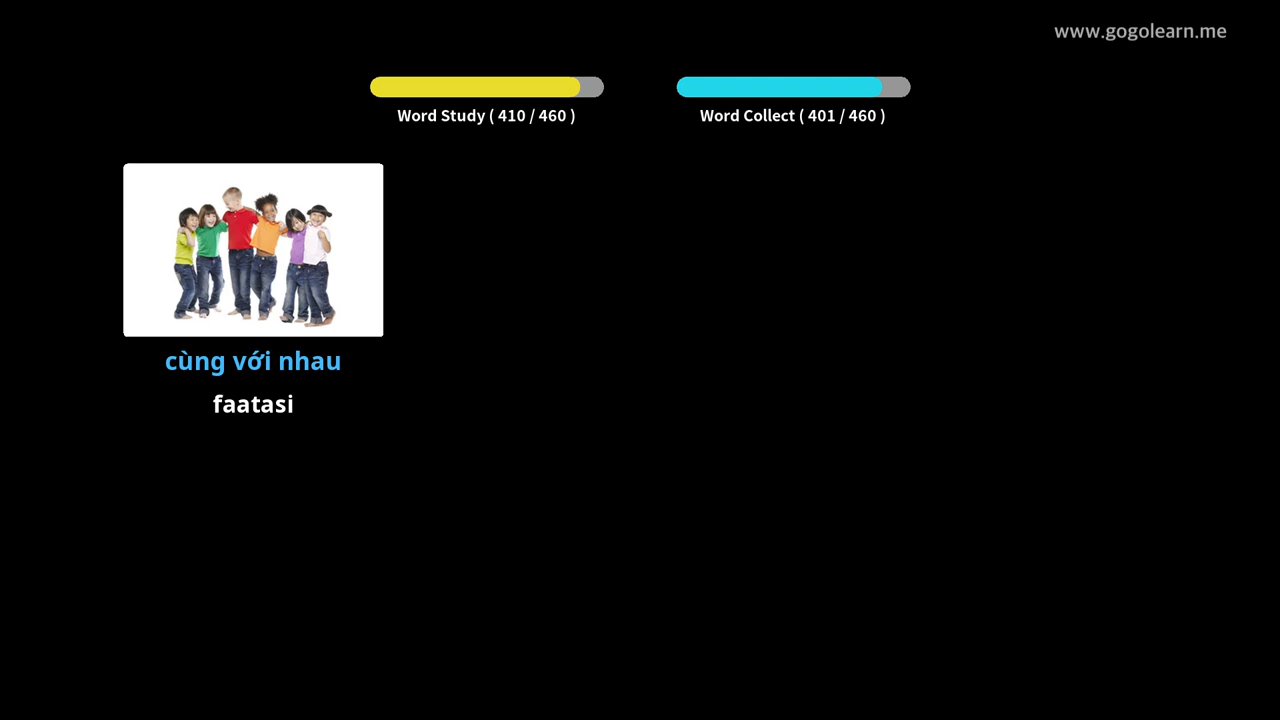 www.gogolearn.me
Word Study ( 410 / 460 )
Word Collect ( 401 / 460 )
cùng với nhau
faatasi